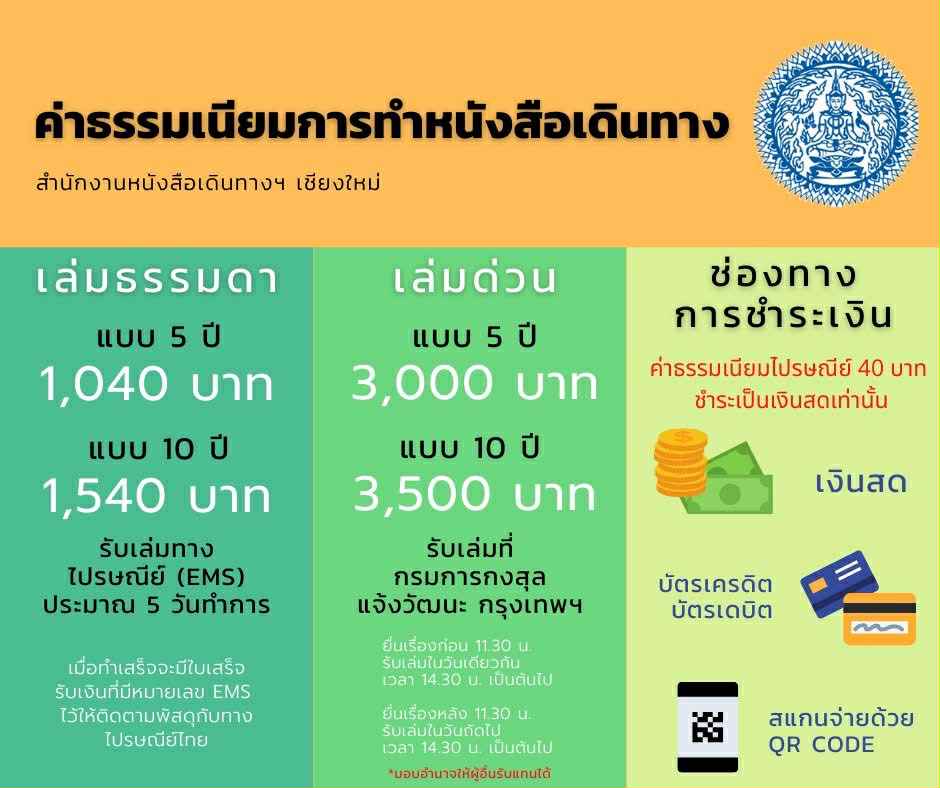 ค่าธรรมเนียมการทำหนังสือเดินทาง
สำนักงานหนังสือเดินทางฯ เชียงใหม่
เล่มธรรมดา
แบบ 5 ปี
1,040 บาท
แบบ 10 ปี
1,540 บาท
รับเล่มทาง
ไปรษณีย์ (EMS)
ประมาณ 5 วันทำการ
เมื่อทำเสร็จจะมีใบเสร็จ
รับเงินที่มีหมายเลข EMS
ไว้ให้ติดตามพัสดุกับทาง
ไปรษณีย์ไทย
เล่มด่วน
แบบ 5 ปี
3,000 บาท
แบบ 10 ปี
3,500 บาท
รับเล่มที่
กรมการกงสุล
แจ้งวัฒนะ กรุงเทพฯ
ยื่นเรื่องก่อน 11.30 น.
รับเล่มในวันเดียวกัน
เวลา 14.30 น. เป็นต้นไป
ยื่นเรื่องหลัง 11.30 น.
รับเล่มในวันถัดไป
เวลา 14.30 น. เป็นต้นไป
*มอบอำนาจให้ผู้อื่นรับแทนได้
ช่องทาง
การชำระเงิน
ค่าธรรมเนียมไปรษณีย์ 40 บาท
ชำระเป็นเงินสดเท่านั้น
เงินสด
บัตรเครดิต
บัตรเดบิต
สแกนจ่ายด้วย
QR CODE